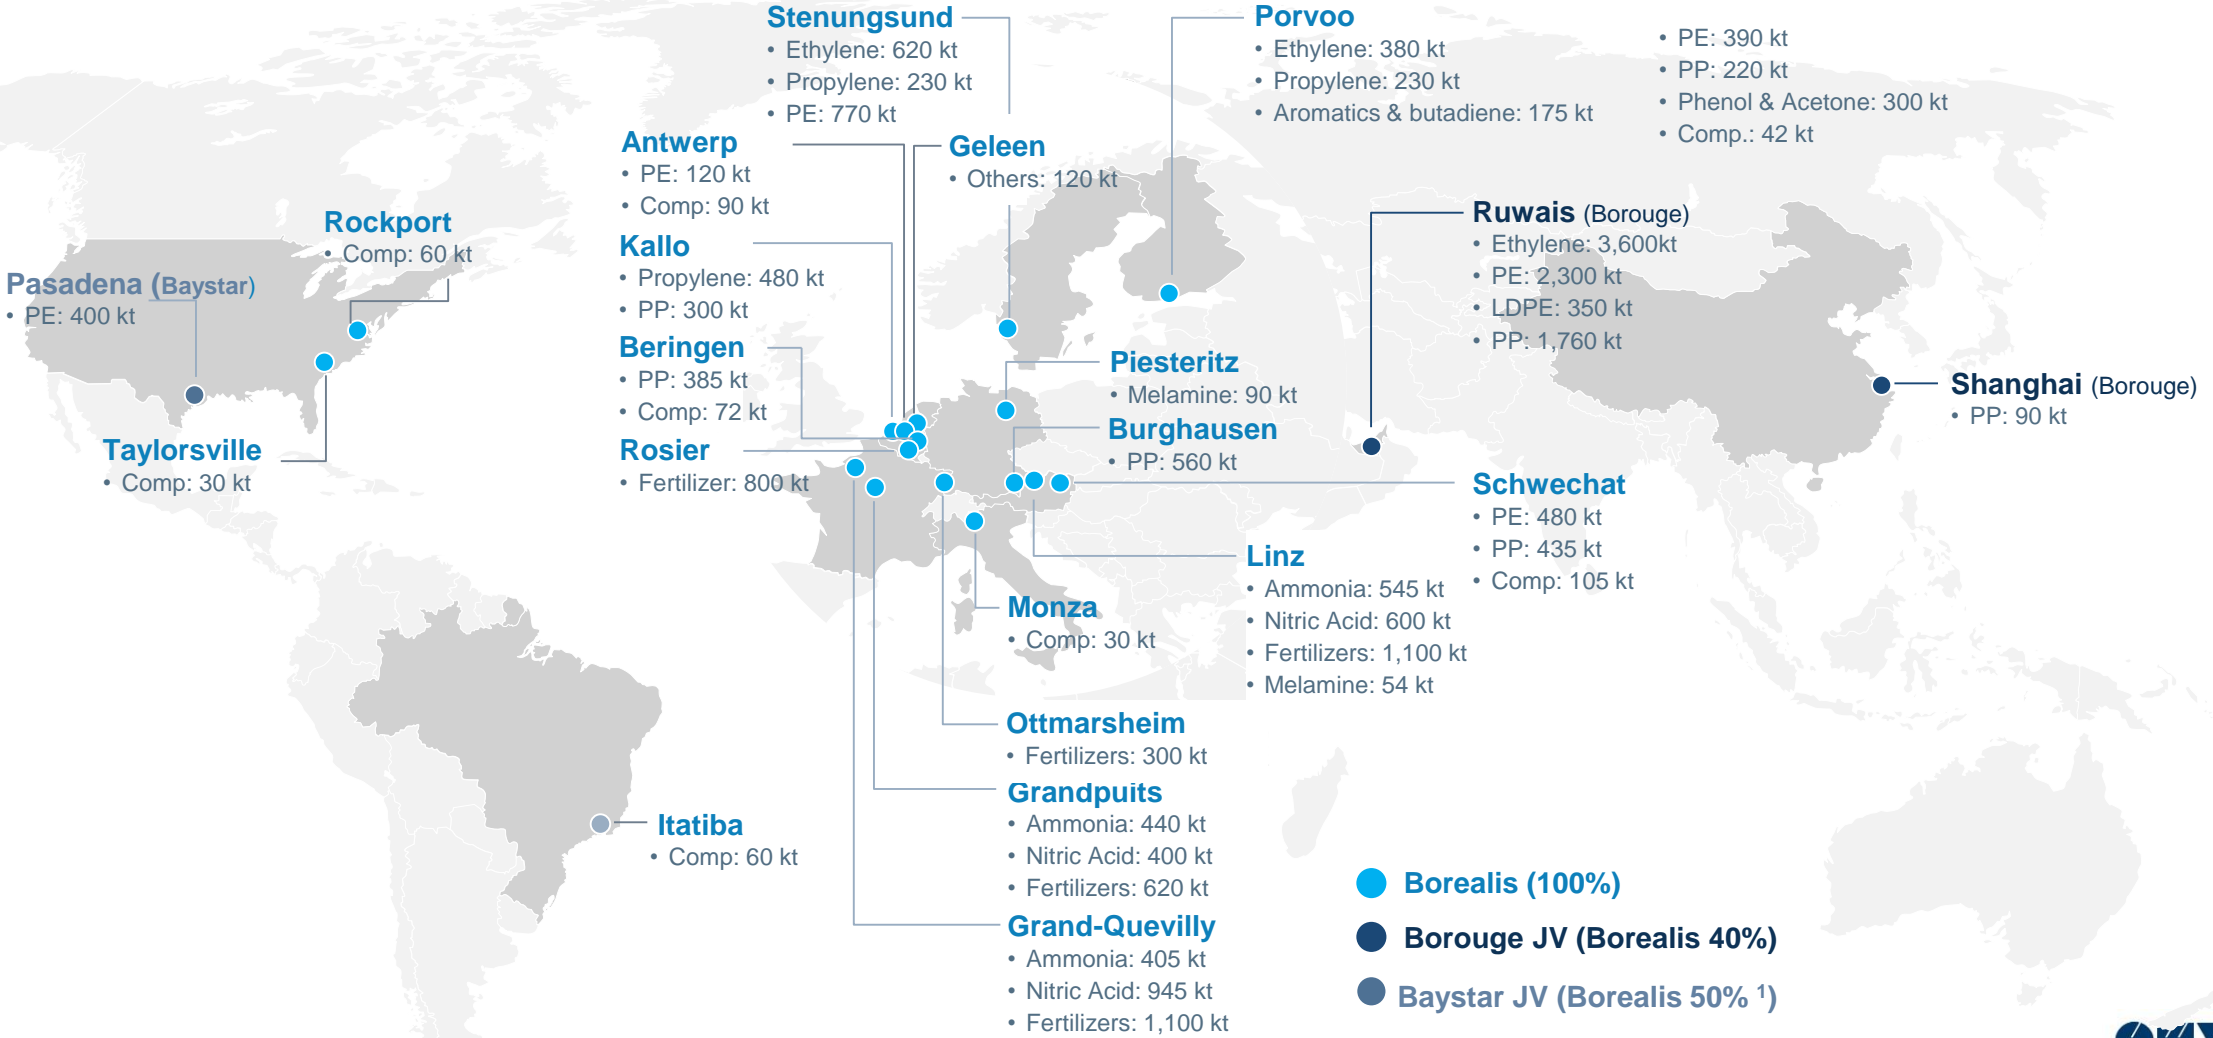 Stenungsund
• Ethylene: 620 kt
• Propylene: 230 kt
• PE: 770 kt
Porvoo
• Ethylene: 380 kt
• Propylene: 230 kt
• Aromatics & butadiene: 175 kt
• PE: 390 kt
• PP: 220 kt
• Phenol & Acetone: 300 kt
• Comp.: 42 kt
Antwerp
• PE: 120 kt
• Comp: 90 kt
Geleen
• Others: 120 kt
Rockport
• Comp: 60 kt
Kallo
• Propylene: 480 kt
• PP: 300 kt
Ruwais (Borouge)
• Ethylene: 3,600kt
• PE: 2,300 kt
• LDPE: 350 kt
• PP: 1,760 kt
Pasadena (Baystar)
• PE: 400 kt
Beringen
• PP: 385 kt
• Comp: 72 kt
Piesteritz
• Melamine: 90 kt
Shanghai (Borouge)
• PP: 90 kt
Taylorsville
• Comp: 30 kt
Rosier
• Fertilizer: 800 kt
Burghausen
• PP: 560 kt
Schwechat
• PE: 480 kt
• PP: 435 kt
• Comp: 105 kt
Linz
• Ammonia: 545 kt
• Nitric Acid: 600 kt
• Fertilizers: 1,100 kt
• Melamine: 54 kt
Monza
• Comp: 30 kt
Ottmarsheim
• Fertilizers: 300 kt
Grandpuits
• Ammonia: 440 kt
• Nitric Acid: 400 kt
• Fertilizers: 620 kt
Itatiba
• Comp: 60 kt
Grand-Quevilly
• Ammonia: 405 kt
• Nitric Acid: 945 kt
• Fertilizers: 1,100 kt
Borealis (100%)
Borouge JV (Borealis 40%)
Baystar JV (Borealis 50% ¹)